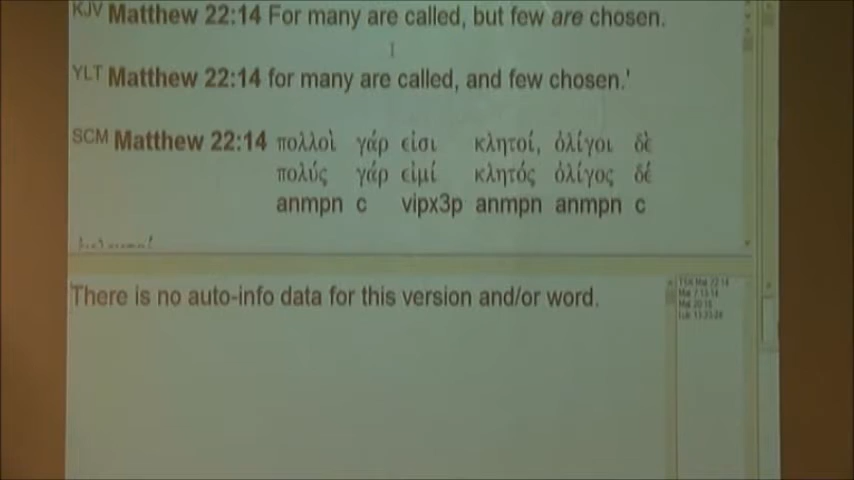 KJV Matthew 22:14 For many are called, but few are chosen.
YLT Matthew 22:14 for many are called, and few chosen.'
SCM Matthew 22:14 πολλοὶ γάρ εἰσι κλητοί, ὀλίγοι δὲ
πολύς γάρ εἰμί κλητός ὀλίγος δέ
anmpn c vipx3p anmpn anmpn c
There is no auto-info data for this version and/or word.